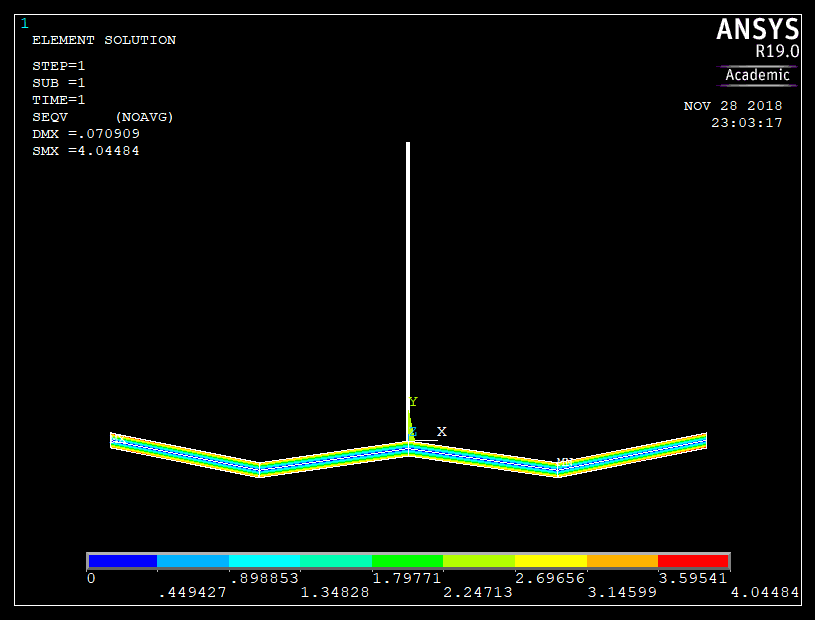 1
ELEMENT SOLUTION
STEP=1
SUB =1
TIME=1
SEQV (NOAVG)
DMX =.070909
SMX =4.04484
ANSYS
R19.0
Academic
NOV 28 2018
23:03:17
Y
X
0 .898853 1.79771 2.69656 3.59541
.449427 1.34828 2.24713 3.14599 4.04484